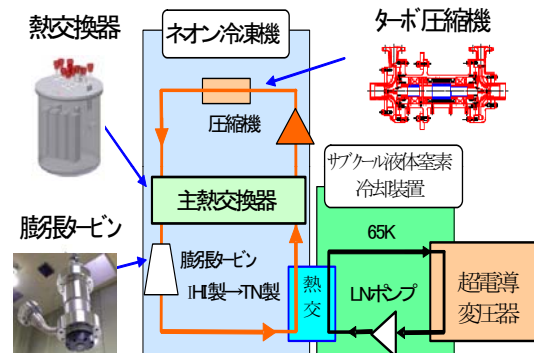 熱交換器
ネオン冷凍機
ターボ圧縮機
圧縮機
サブクール液体窒素
冷却装置
主熱交換器
膨張タービン
65K
膨張タービン
IHI製→TN製
熱
交
LNポンプ
超電導
変圧器